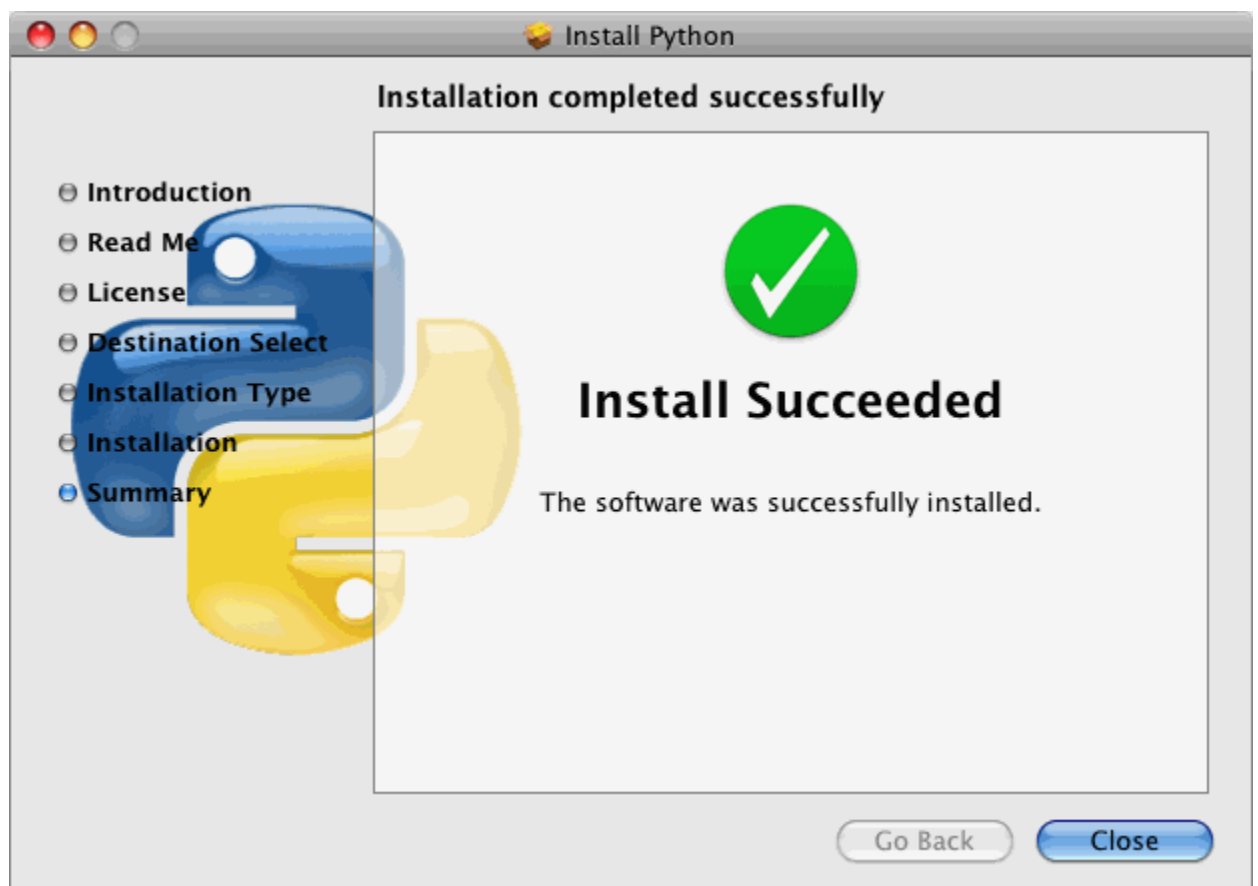 Install Python
Installation completed successfully
Introduction
Read Me
License
Destination Select
Installation Type
Installation
Summary
Install Succeeded
The software was successfully installed.
Go Back
Close